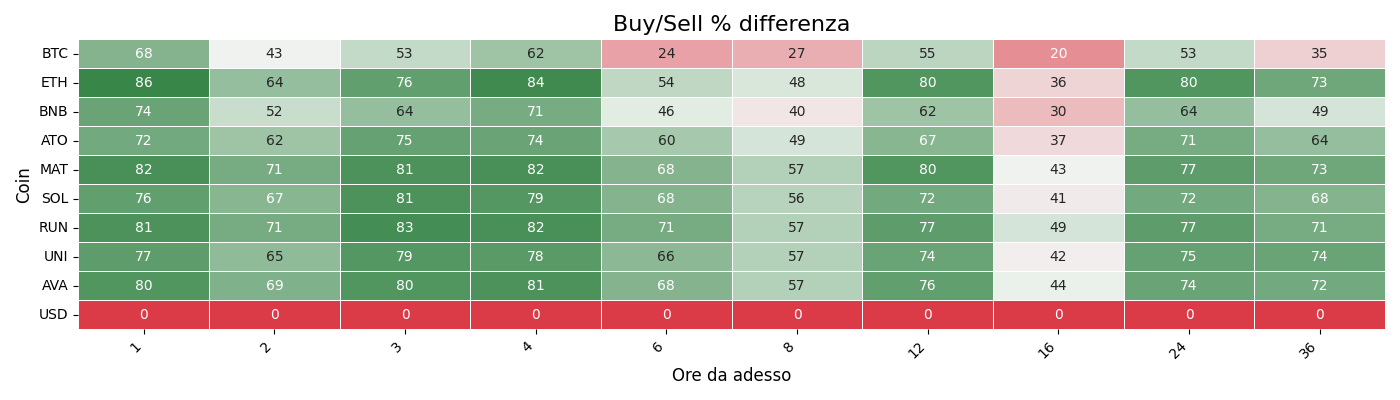 Buy/Sell % differenza
Coin
BTC 68 43 53 62 24 27 55 20 53 35
ETH 86 64 76 84 54 48 80 36 80 73
BNB 74 52 64 71 46 40 62 30 64 49
ATO 72 62 75 74 60 49 67 37 71 64
MAT 82 71 81 82 68 57 80 43 77 73
SOL 76 67 81 79 68 56 72 41 72 68
RUN 81 71 83 82 71 57 77 49 77 71
UNI 77 65 79 78 66 57 74 42 75 74
AVA 80 69 80 81 68 57 76 44 74 72
USD 0 0 0 0 0 0 0 0 0 0
1 2 3 4 6 8 12 16 24 36
Ore da adesso